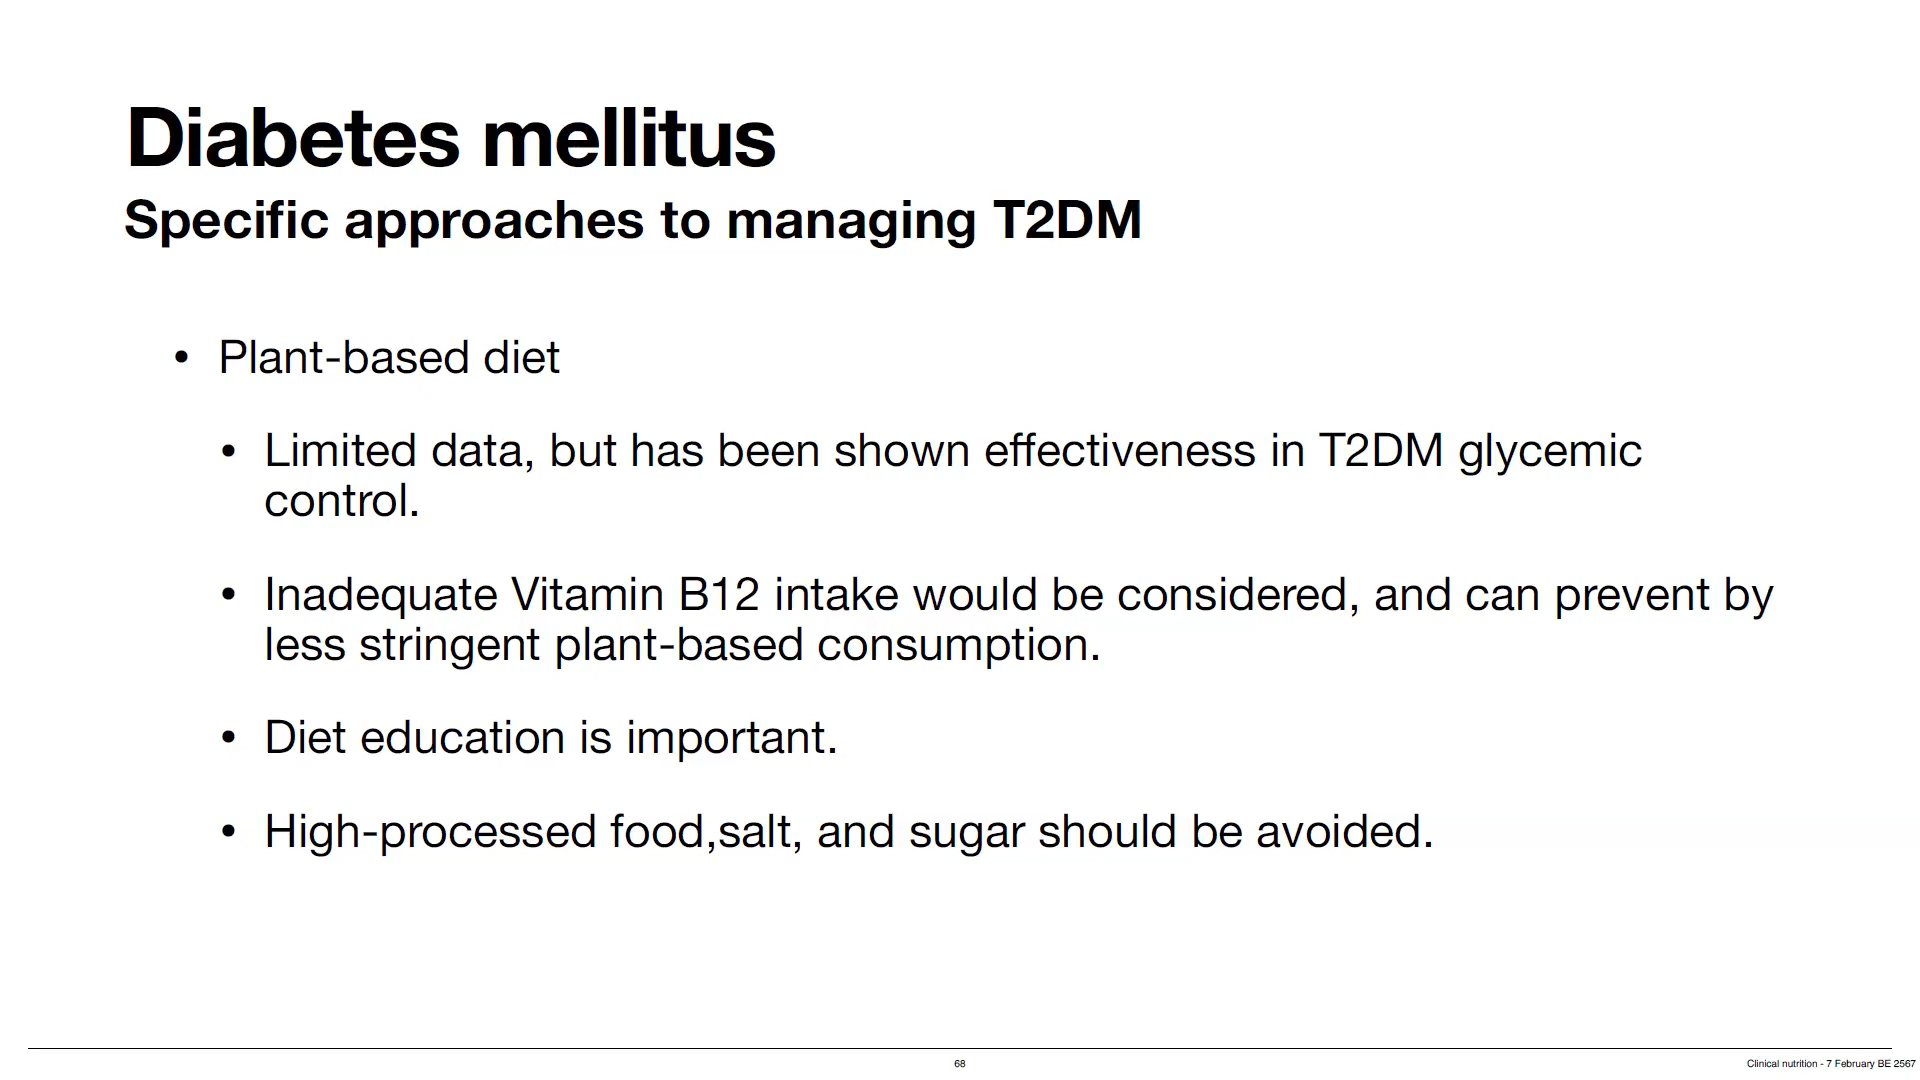 Diabetes mellitus
Specific approaches to managing T2DM
• Plant-based diet
• Limited data, but has been shown effectiveness in T2DM glycemic
control.
• Inadequate Vitamin B12 intake would be considered, and can prevent by
less stringent plant-based consumption.
• Diet education is important.
• High-processed food,salt, and sugar should be avoided.
68
Clinical nutrition - 7 February BE 2567